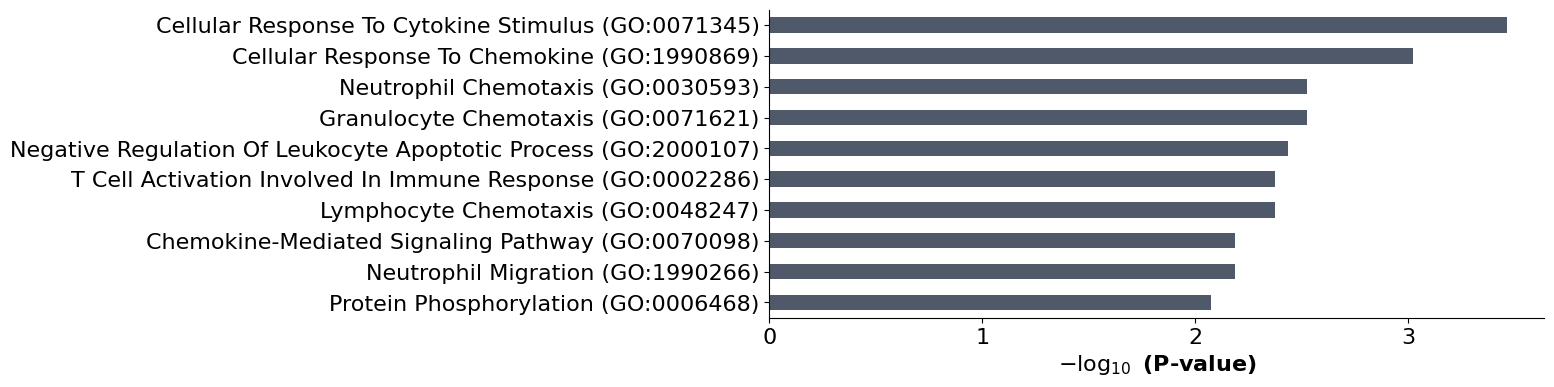 Cellular Response To Cytokine Stimulus (GO:0071345)
Cellular Response To Chemokine (GO:1990869)
Neutrophil Chemotaxis (GO:0030593)
Granulocyte Chemotaxis (GO:0071621)
Negative Regulation Of Leukocyte Apoptotic Process (GO:2000107)
T Cell Activation Involved In Immune Response (GO:0002286)
Lymphocyte Chemotaxis (GO:0048247)
Chemokine-Mediated Signaling Pathway (GO:0070098)
Neutrophil Migration (GO:1990266)
Protein Phosphorylation (GO:0006468)
0 1 2 3
−log₁₀ (P-value)